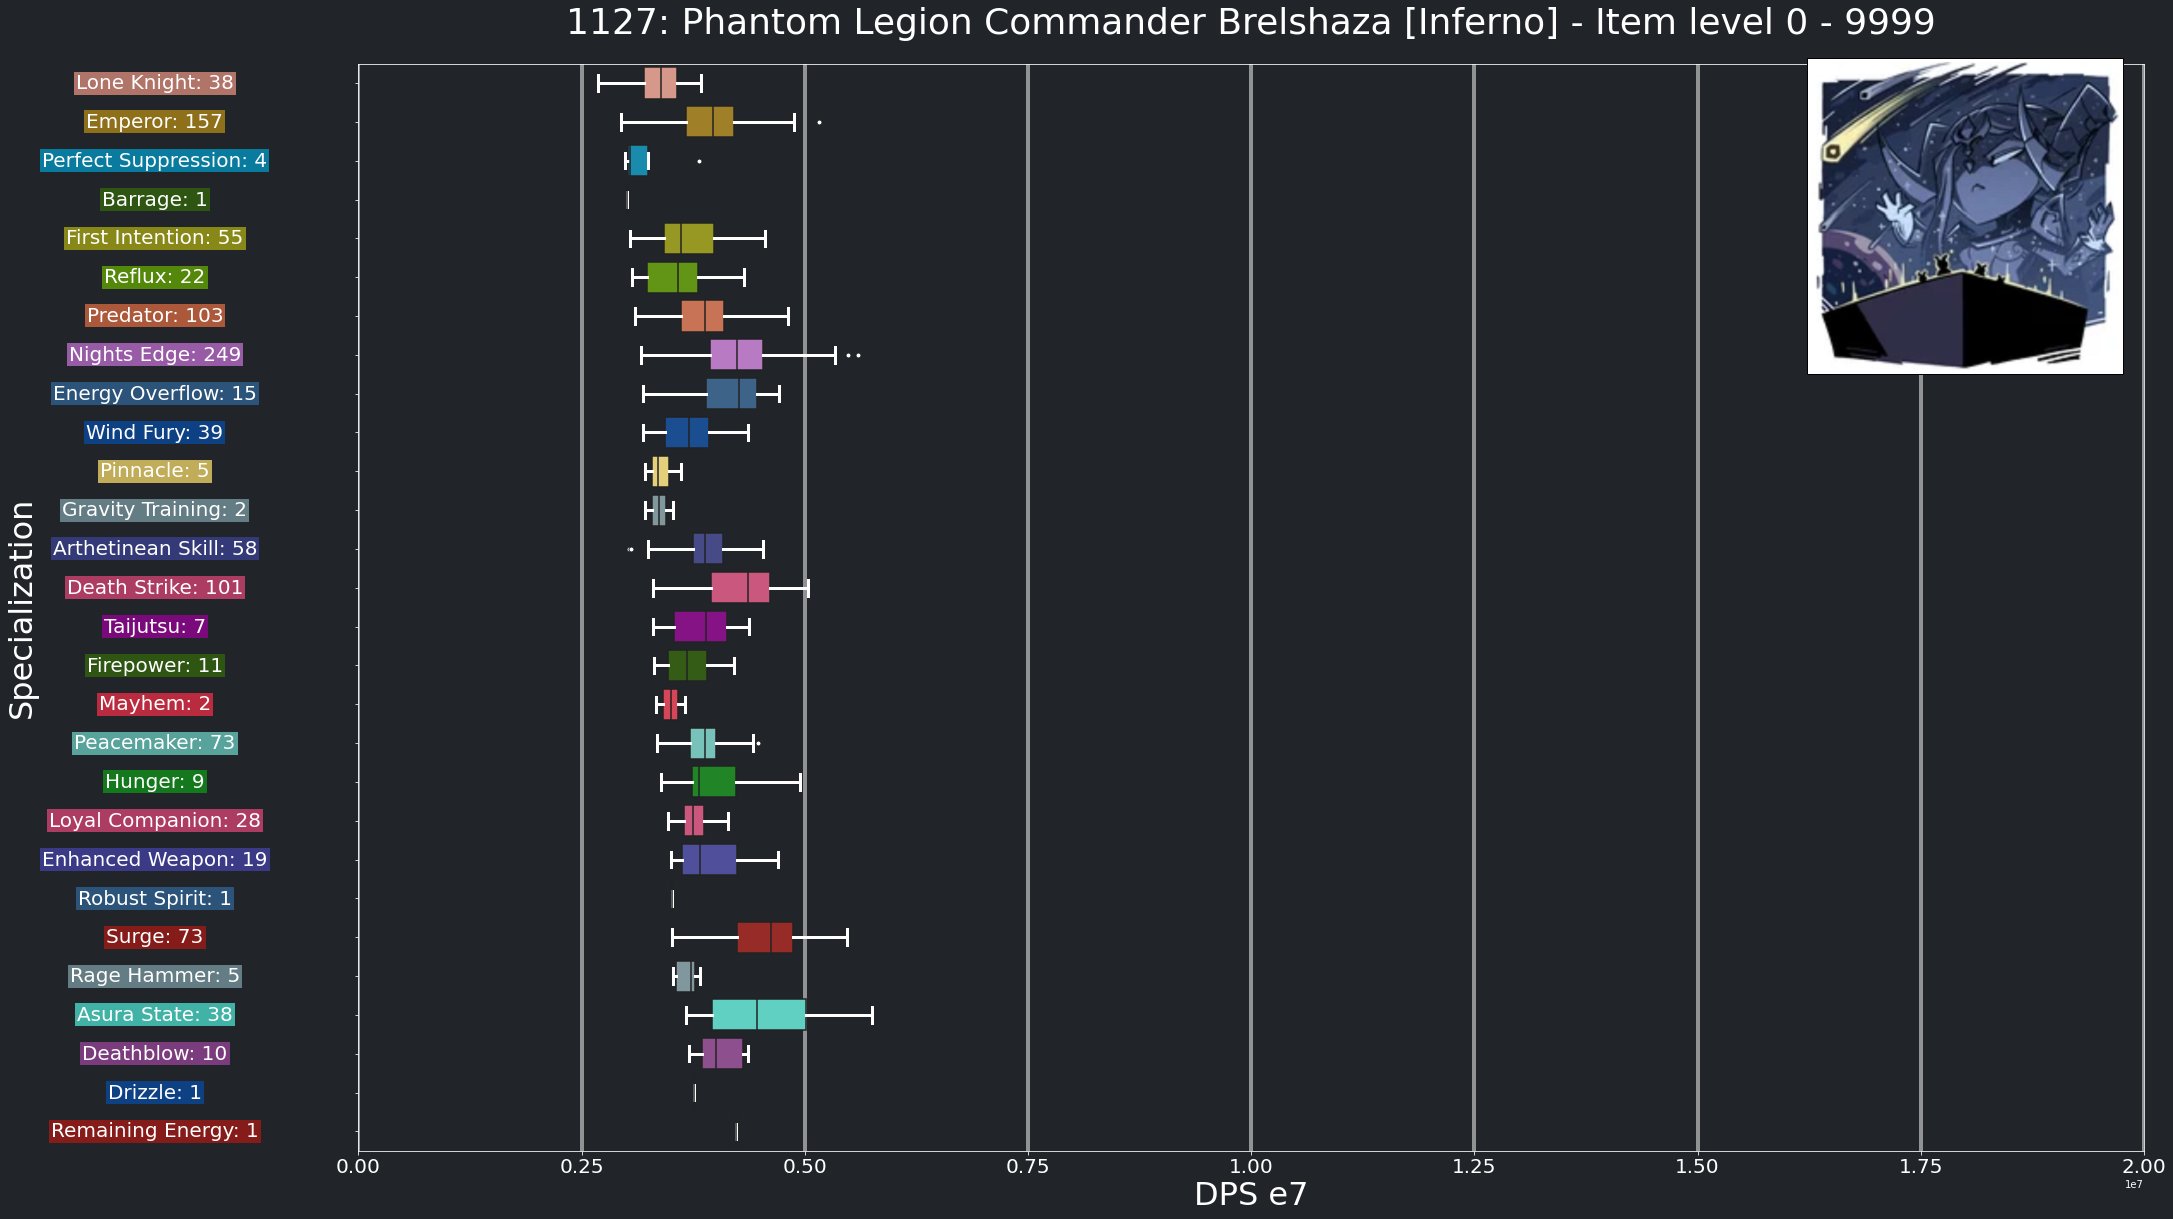 1127: Phantom Legion Commander Brelshaza [Inferno] - Item level 0 - 9999
Specialization
Lone Knight: 38
Emperor: 157
Perfect Suppression: 4
Barrage: 1
First Intention: 55
Reflux: 22
Predator: 103
Nights Edge: 249
Energy Overflow: 15
Wind Fury: 39
Pinnacle: 5
Gravity Training: 2
Arthetinean Skill: 58
Death Strike: 101
Taijutsu: 7
Firepower: 11
Mayhem: 2
Peacemaker: 73
Hunger: 9
Loyal Companion: 28
Enhanced Weapon: 19
Robust Spirit: 1
Surge: 73
Rage Hammer: 5
Asura State: 38
Deathblow: 10
Drizzle: 1
Remaining Energy: 1
0.00 0.25 0.50 0.75 1.00 1.25 1.50 1.75 2.00
1e7
DPS e7